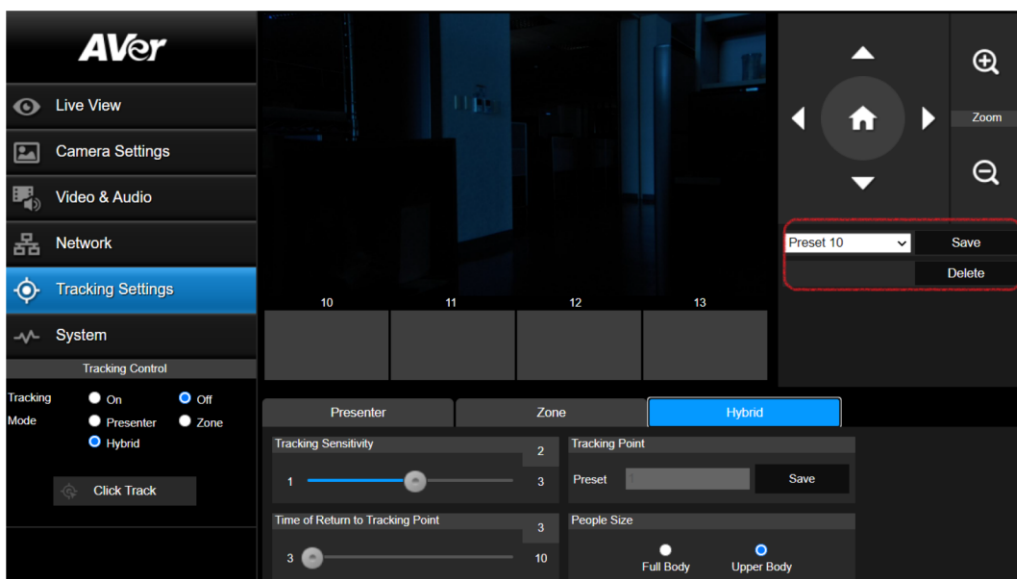 AVer
Live View
Camera Settings
Video & Audio
Network
Tracking Settings
System
Tracking Control
Tracking On Off
Mode Presenter Zone
Hybrid
Click Track
Zoom
Preset 10 Save
Delete
10 11 12 13
Presenter Zone Hybrid
Tracking Sensitivity 2
1 3
Tracking Point
Preset Save
Time of Return to Tracking Point 3
3 10
People Size
Full Body Upper Body